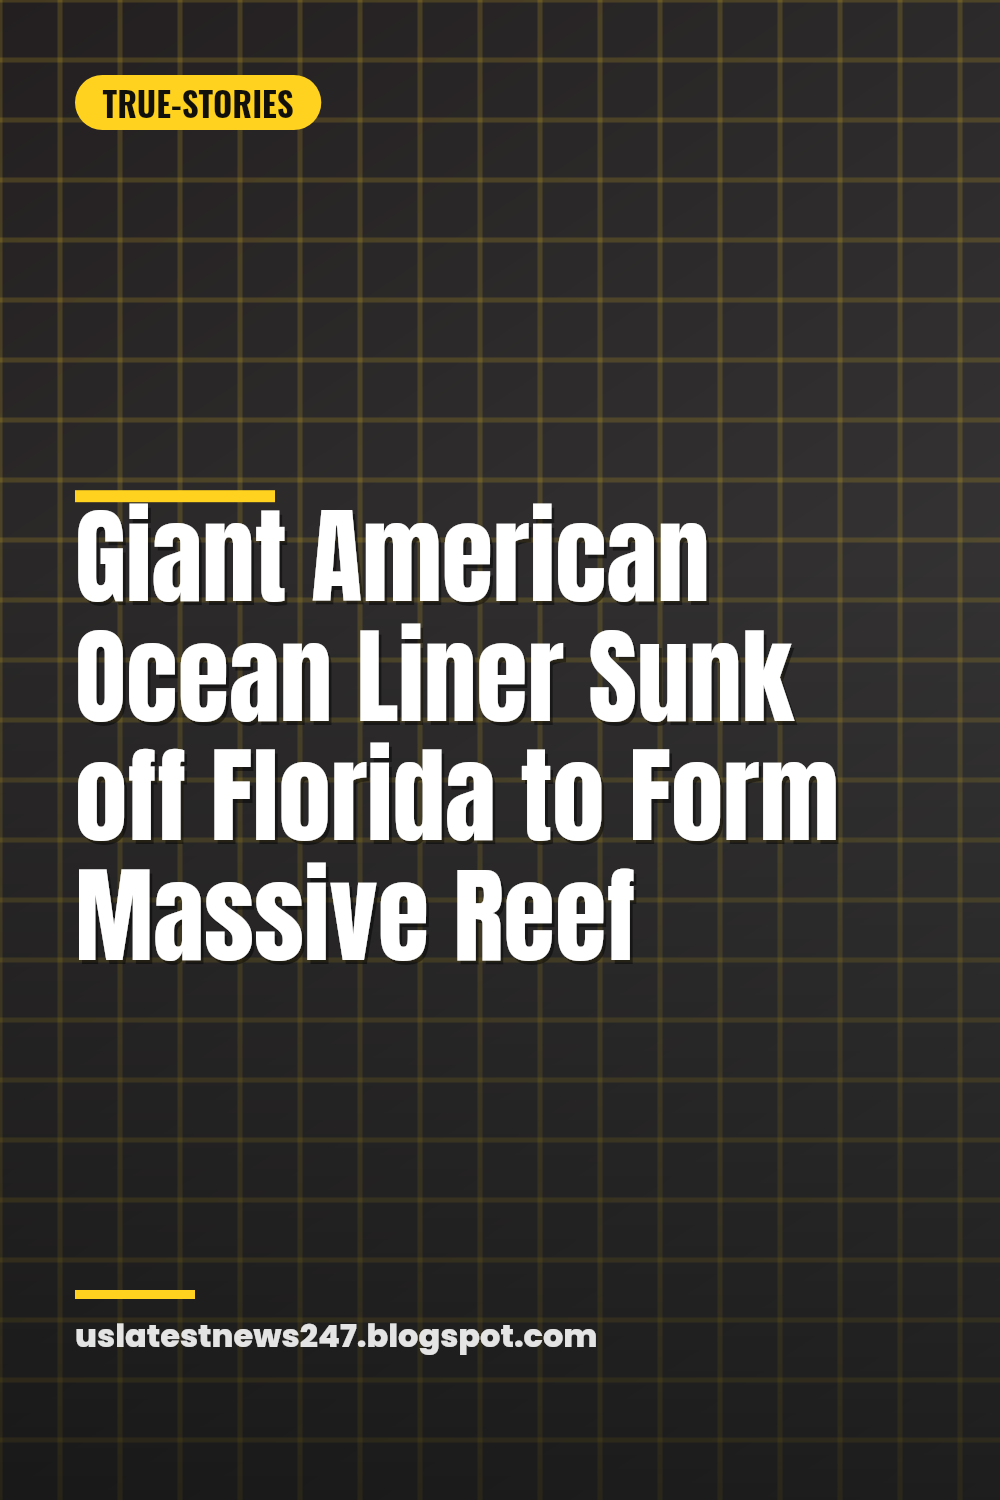 TRUE-STORIES
Giant American
Ocean Liner Sunk
off Florida to Form
Massive Reef
uslatestnews247.blogspot.com